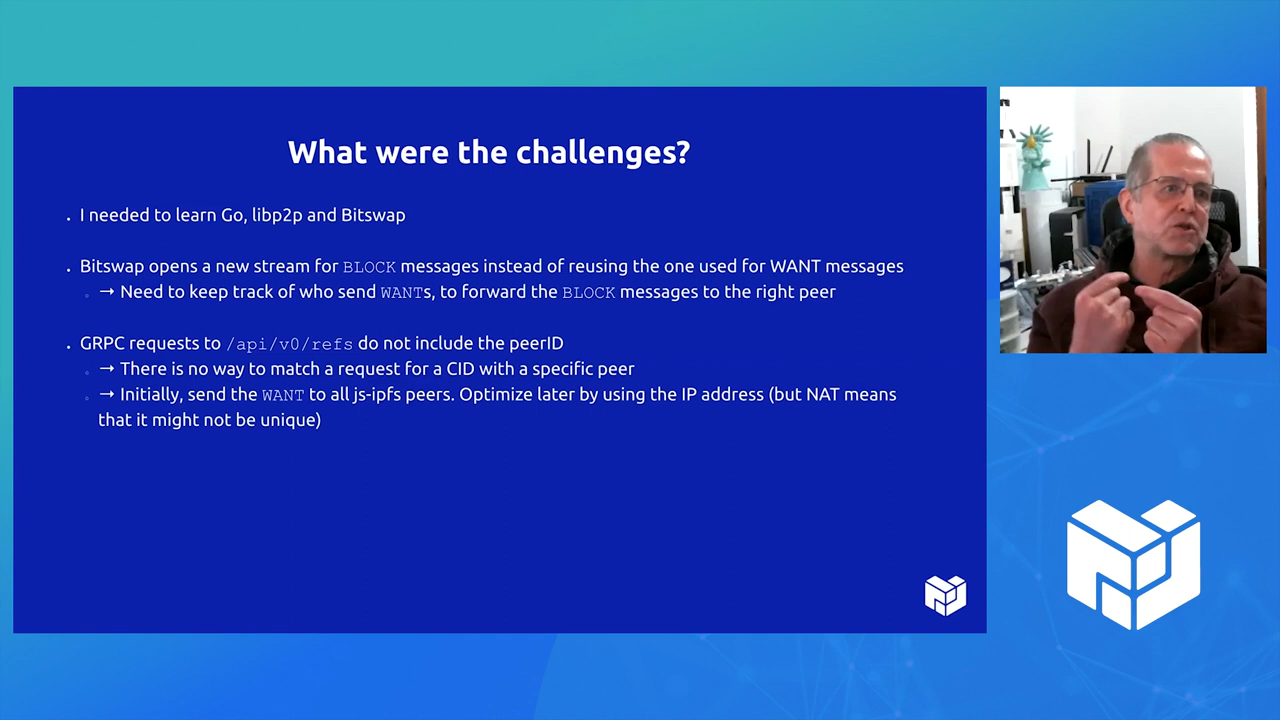 What were the challenges?
. I needed to learn Go, libp2p and Bitswap
. Bitswap opens a new stream for BLOCK messages instead of reusing the one used for WANT messages
→ Need to keep track of who send WANTs, to forward the BLOCK messages to the right peer
. GRPC requests to /api/v0/refs do not include the peerID
→ There is no way to match a request for a CID with a specific peer
→ Initially, send the WANT to all js-ipfs peers. Optimize later by using the IP address (but NAT means
that it might not be unique)